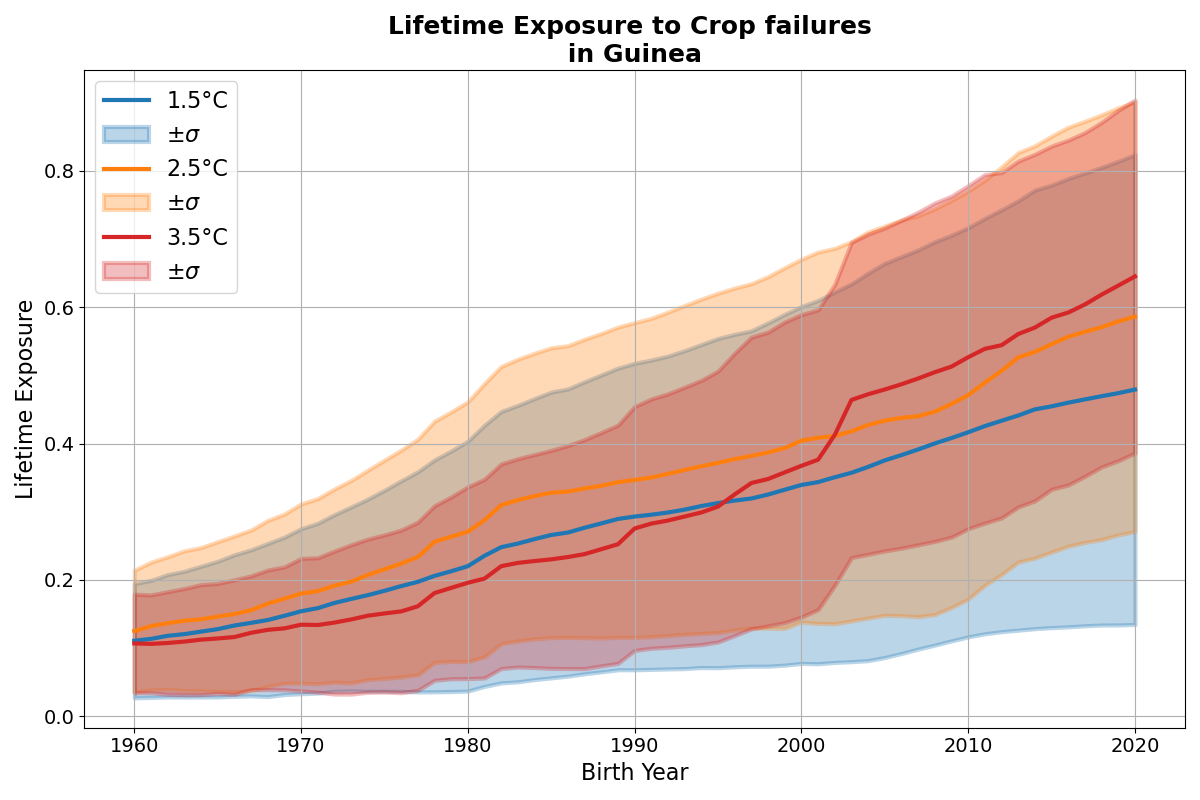 Lifetime Exposure to Crop failures
in Guinea
1.5°C
±σ
2.5°C
±σ
3.5°C
±σ
Lifetime Exposure
0.8
0.6
0.4
0.2
0.0
1960 1970 1980 1990 2000 2010 2020
Birth Year